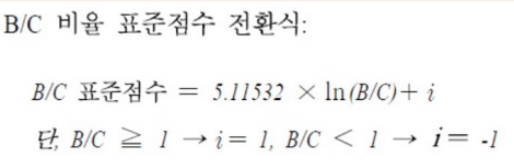 B/C 비율 표준점수 전환식:
B/C 표준점수 = 5.11532 × ln(B/C)+ i
단, B/C ≧ 1 → i= 1, B/C < 1 → i= -1